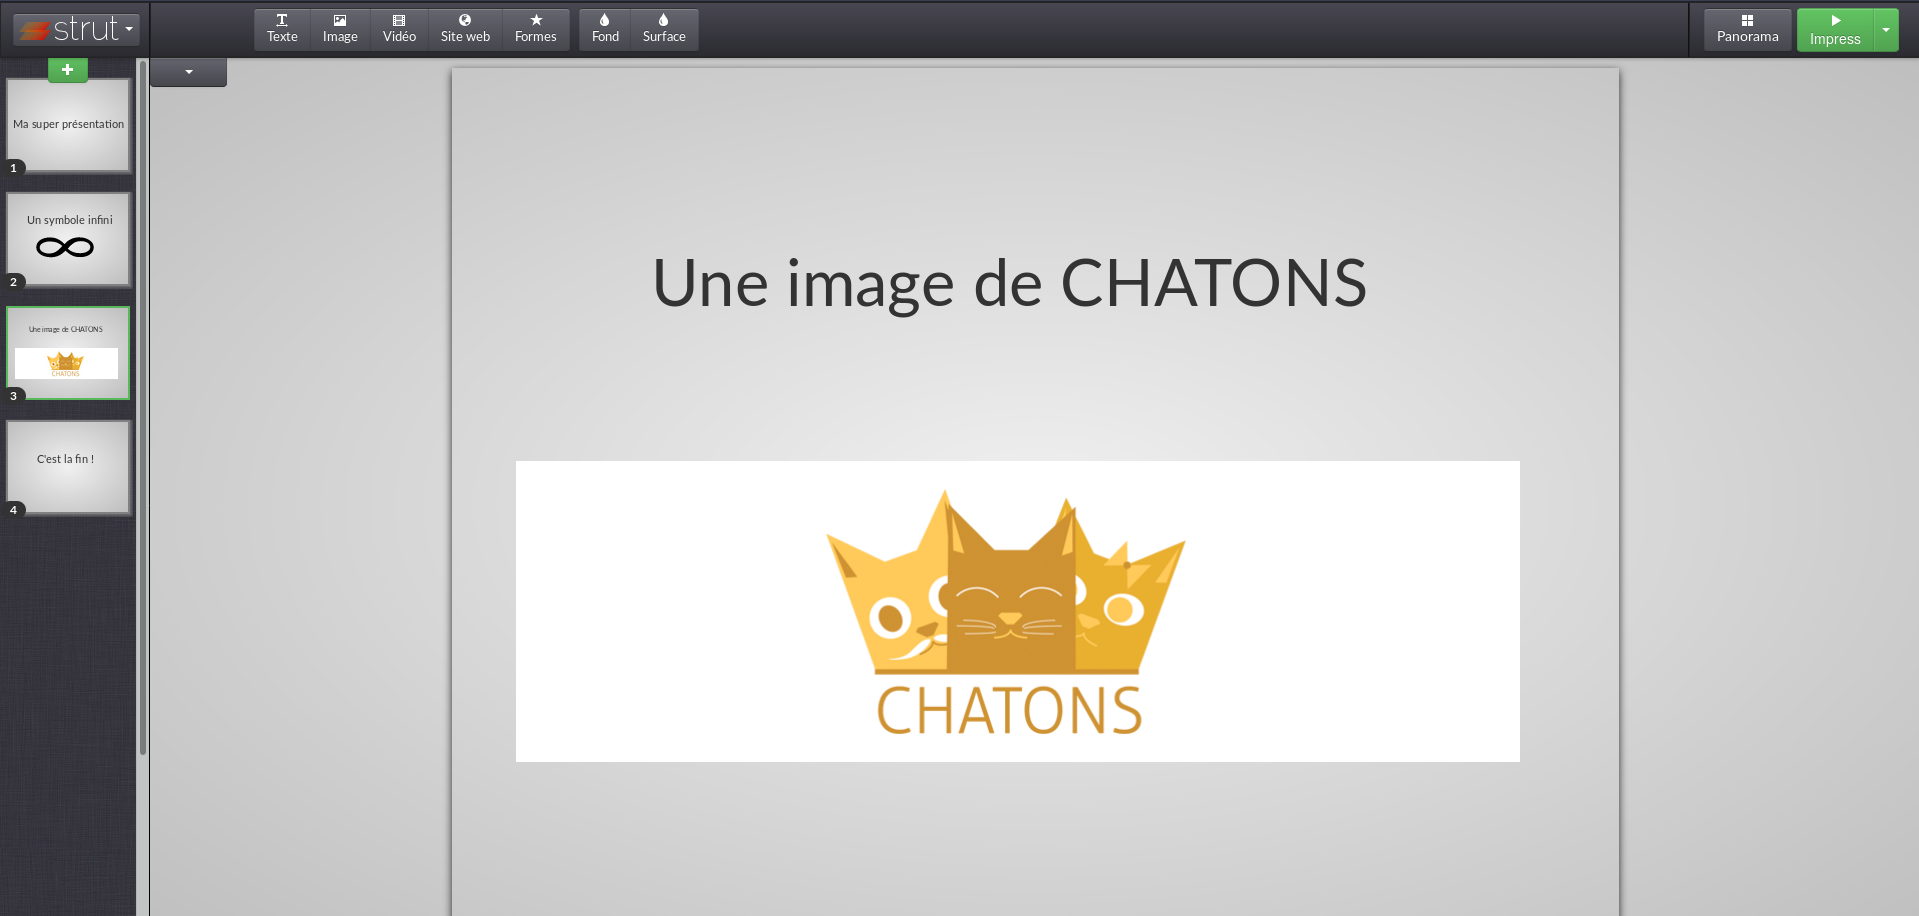 strut
Texte Image Vidéo Site web Formes Fond Surface
Panorama Impress
Ma super présentation
1
Un symbole infini
2
Une image de CHATONS
CHATONS
3
C'est la fin !
4
Une image de CHATONS
CHATONS